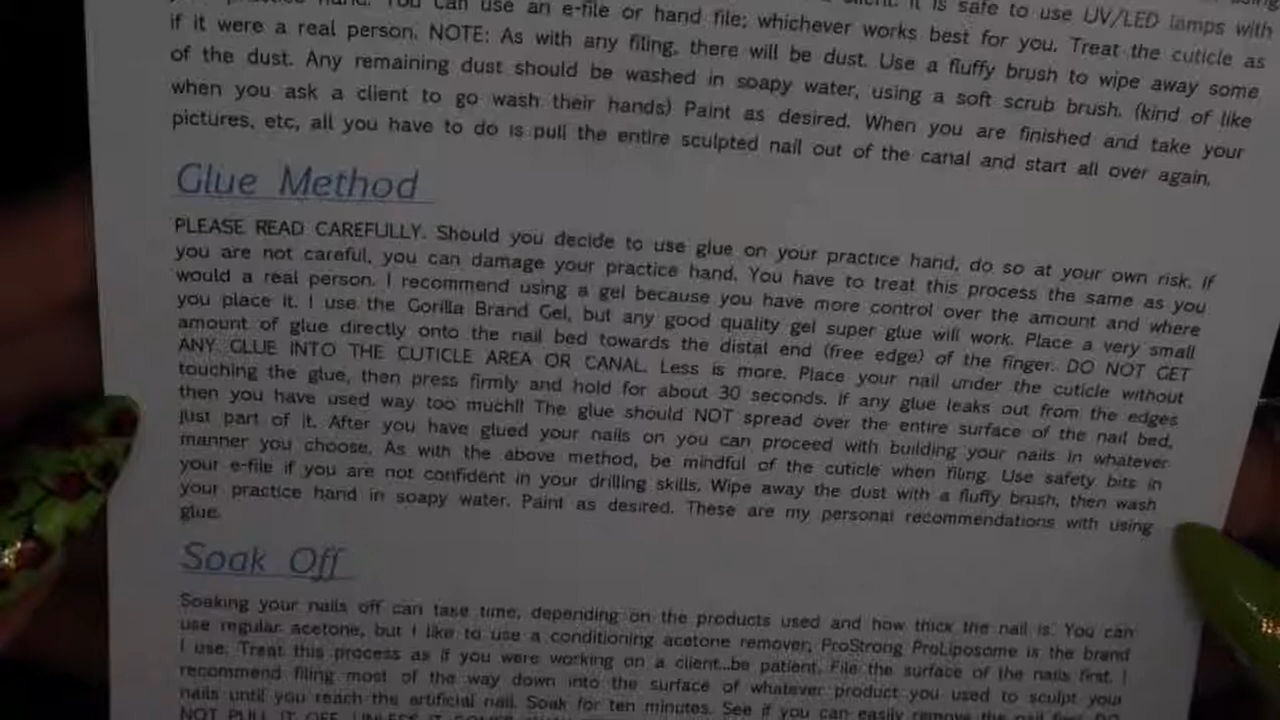 practice hand. You can use an e-file or hand file; whichever works best for you. Treat the cuticle as
client. It is safe to use UV/LED lamps with
if it were a real person. NOTE: As with any filing, there will be dust. Use a fluffy brush to wipe away some
of the dust. Any remaining dust should be washed in soapy water, using a soft scrub brush. (kind of like
when you ask a client to go wash their hands) Paint as desired. When you are finished and take your
pictures, etc, all you have to do is pull the entire sculpted nail out of the canal and start all over again.
Glue Method
PLEASE READ CAREFULLY. Should you decide to use glue on your practice hand, do so at your own risk. If
you are not careful, you can damage your practice hand. You have to treat this process the same as you
would a real person. I recommend using a gel because you have more control over the amount and where
you place it. I use the Gorilla Brand Gel, but any good quality gel super glue will work. Place a very small
amount of glue directly onto the nail bed towards the distal end (free edge) of the finger. DO NOT GET
ANY GLUE INTO THE CUTICLE AREA OR CANAL. Less is more. Place your nail under the cuticle without
touching the glue, then press firmly and hold for about 30 seconds. If any glue leaks out from the edges
then you have used way too much!! The glue should NOT spread over the entire surface of the nail bed,
just part of it. After you have glued your nails on you can proceed with building your nails in whatever
manner you choose. As with the above method, be mindful of the cuticle when filing. Use safety bits in
your e-file if you are not confident in your drilling skills. Wipe away the dust with a fluffy brush, then wash
your practice hand in soapy water. Paint as desired. These are my personal recommendations with using
glue.
Soak Off
Soaking your nails off can take time, depending on the products used and how thick the nail is. You can
use regular acetone, but I like to use a conditioning acetone remover; ProStrong ProLiposome is the brand
I use. Treat this process as if you were working on a client...be patient. File the surface of the nails first. I
recommend filing most of the way down into the surface of whatever product you used to sculpt your
nails until you reach the artificial nail. Soak for ten minutes. See if you can easily remove the nail
NOT PULL IT OFF UNLESS IT COMES